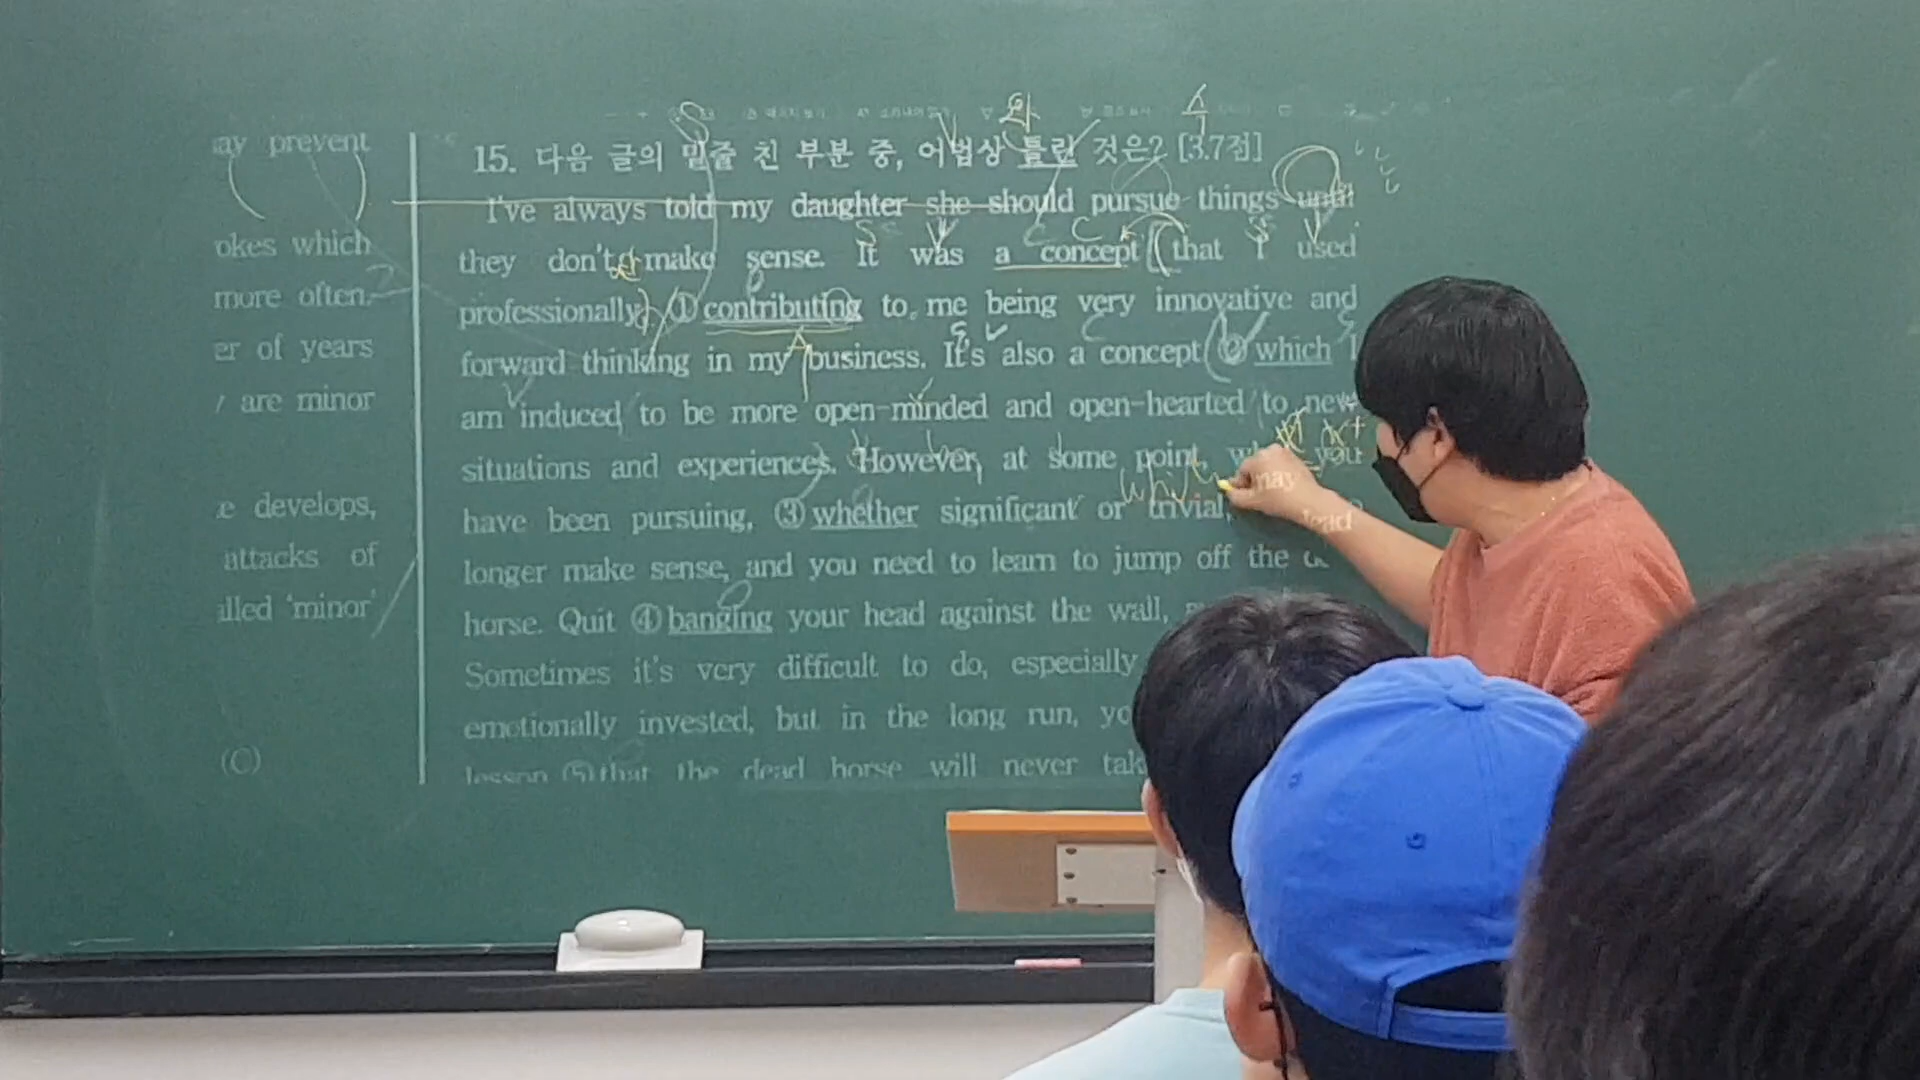 ay prevent
okes which
more often.
er of years
are minor
e develops,
attacks of
alled 'minor'
(C)
15. 다음 글의 밑줄 친 부분 중, 어법상 틀린 것은? [3.7점]
I've always told my daughter she should pursue things until
they don't make sense. It was a concept that I used
professionally, ① contributing to me being very innovative and
forward thinking in my business. It's also a concept ② which I
am induced to be more open-minded and open-hearted to new
situations and experiences. However, at some point, what you
have been pursuing, ③ whether significant or trivial, may
longer make sense, and you need to learn to jump off the
horse. Quit ④ banging your head against the wall,
Sometimes it's very difficult to do, especially
emotionally invested, but in the long run,
lesson ⑤ that the dead horse will never